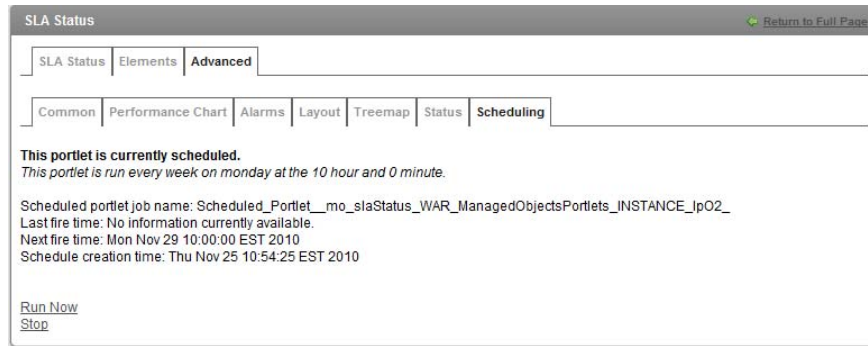 SLA Status
Return to Full Page
SLA Status Elements Advanced
Common Performance Chart Alarms Layout Treemap Status Scheduling
This portlet is currently scheduled.
This portlet is run every week on monday at the 10 hour and 0 minute.
Scheduled portlet job name: Scheduled_Portlet__mo_slaStatus_WAR_ManagedObjectsPortlets_INSTANCE_IpO2_
Last fire time: No information currently available.
Next fire time: Mon Nov 29 10:00:00 EST 2010
Schedule creation time: Thu Nov 25 10:54:25 EST 2010
Run Now
Stop